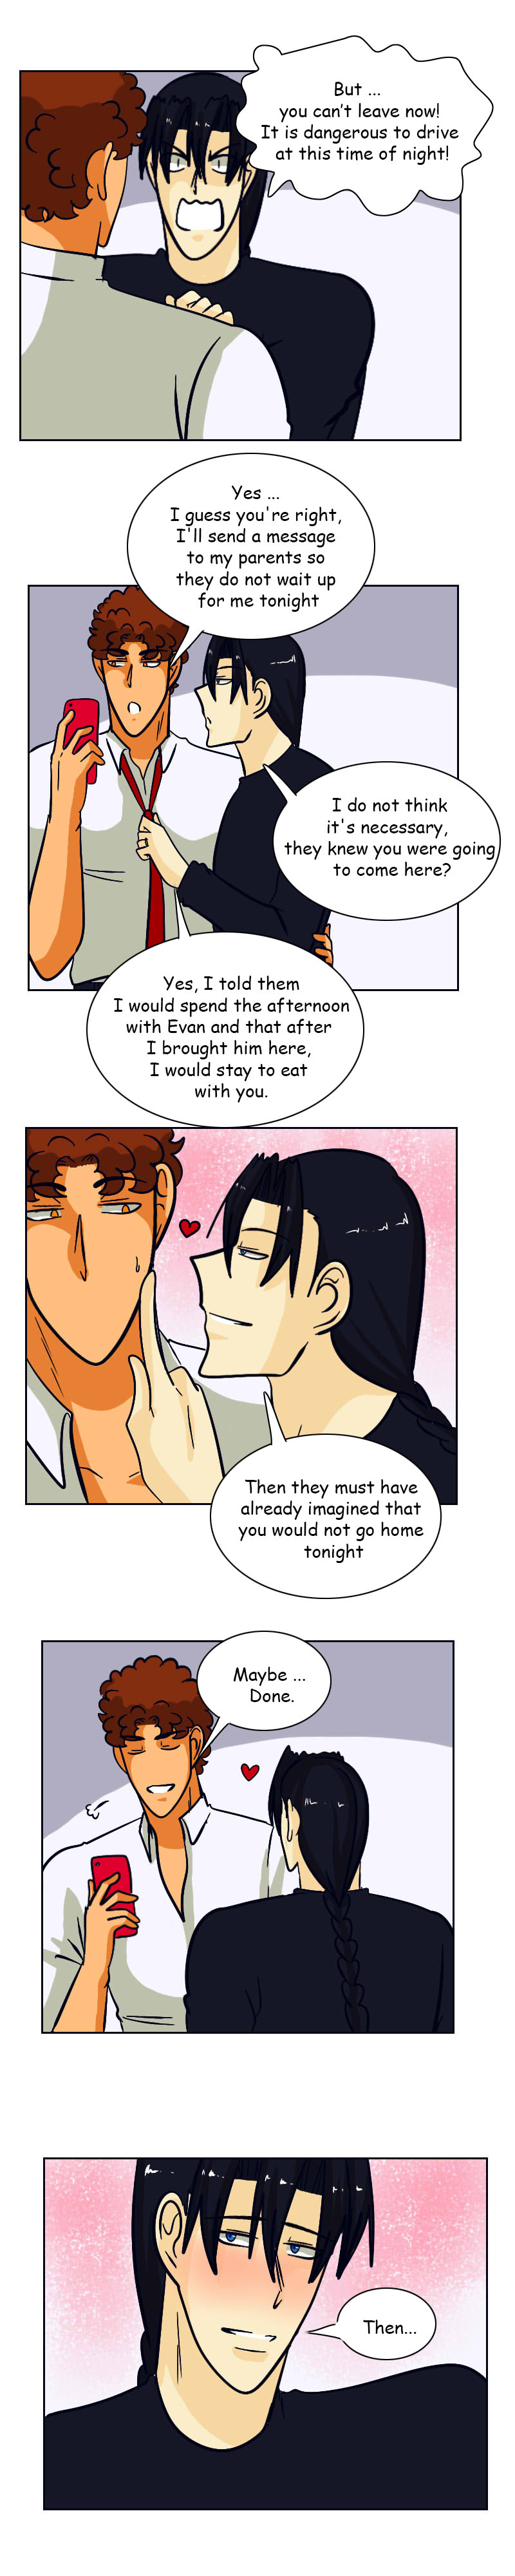 But ...
you can't leave now!
It is dangerous to drive
at this time of night!
Yes ...
I guess you're right,
I'll send a message
to my parents so
they do not wait up
for me tonight
I do not think
it's necessary,
they knew you were going
to come here?
Yes, I told them
I would spend the afternoon
with Evan and that after
I brought him here,
I would stay to eat
with you.
Then they must have
already imagined that
you would not go home
tonight
Maybe ...
Done.
Then...